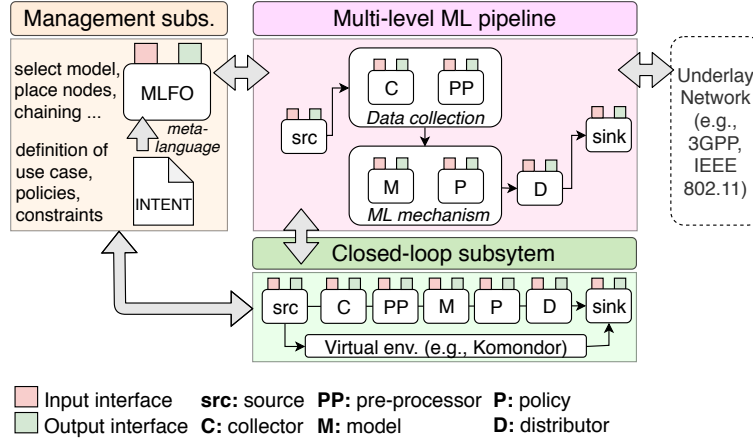 Management subs.
select model,
place nodes,
chaining ...
MLFO
meta-
language
definition of
use case,
policies,
constraints
INTENT
Multi-level ML pipeline
src
C
PP
Data collection
M
P
ML mechanism
D
sink
Underlay
Network
(e.g.,
3GPP,
IEEE
802.11)
Closed-loop subsytem
src
C
PP
M
P
D
sink
Virtual env. (e.g., Komondor)
Input interface
Output interface
src: source
C: collector
PP: pre-processor
M: model
P: policy
D: distributor